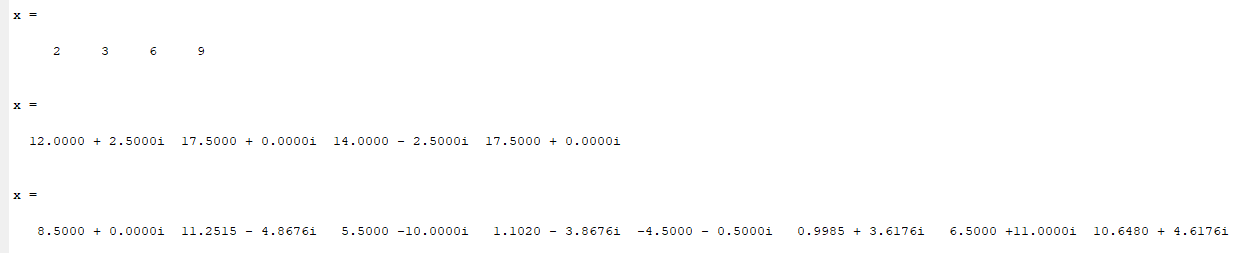 x =
2 3 6 9
x =
12.0000 + 2.5000i 17.5000 + 0.0000i 14.0000 - 2.5000i 17.5000 + 0.0000i
x =
8.5000 + 0.0000i 11.2515 - 4.8676i 5.5000 -10.0000i 1.1020 - 3.8676i -4.5000 - 0.5000i 0.9985 + 3.6176i 6.5000 +11.0000i 10.6480 + 4.6176i